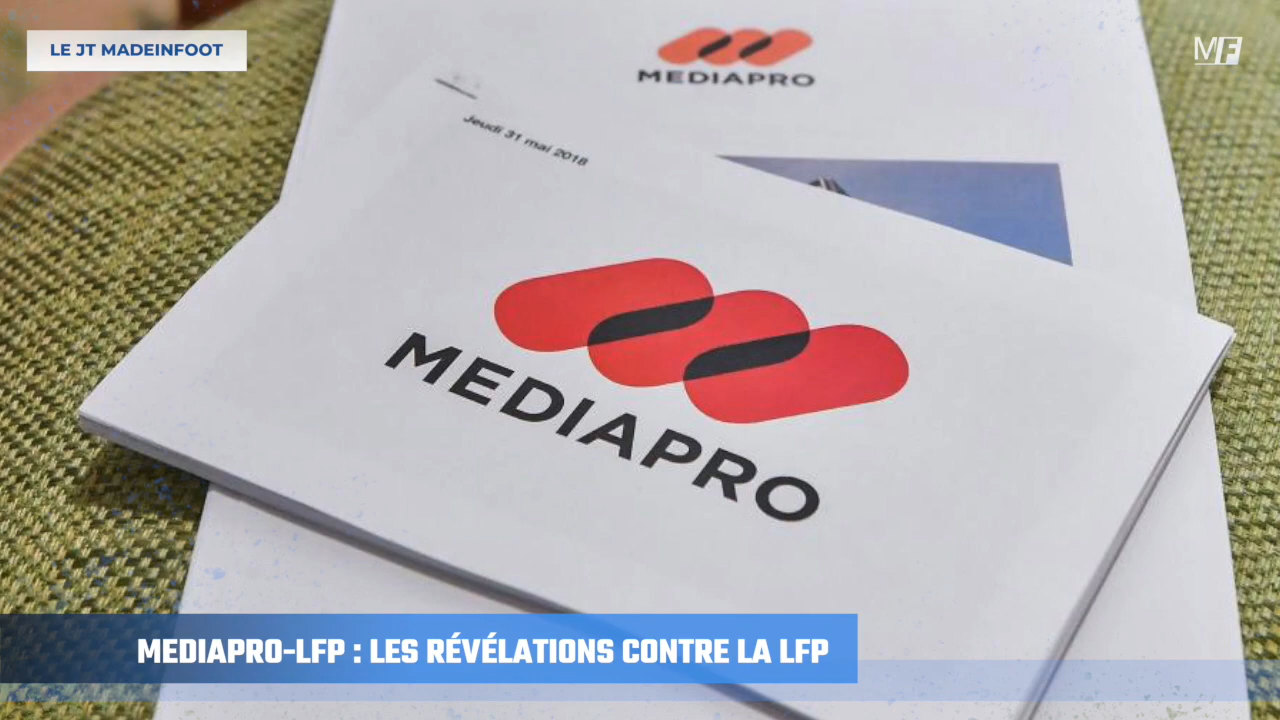 LE JT MADEINFOOT
MF
MEDIAPRO
Jeudi 31 mai 2018
MEDIAPRO
MEDIAPRO-LFP : LES RÉVÉLATIONS CONTRE LA LFP